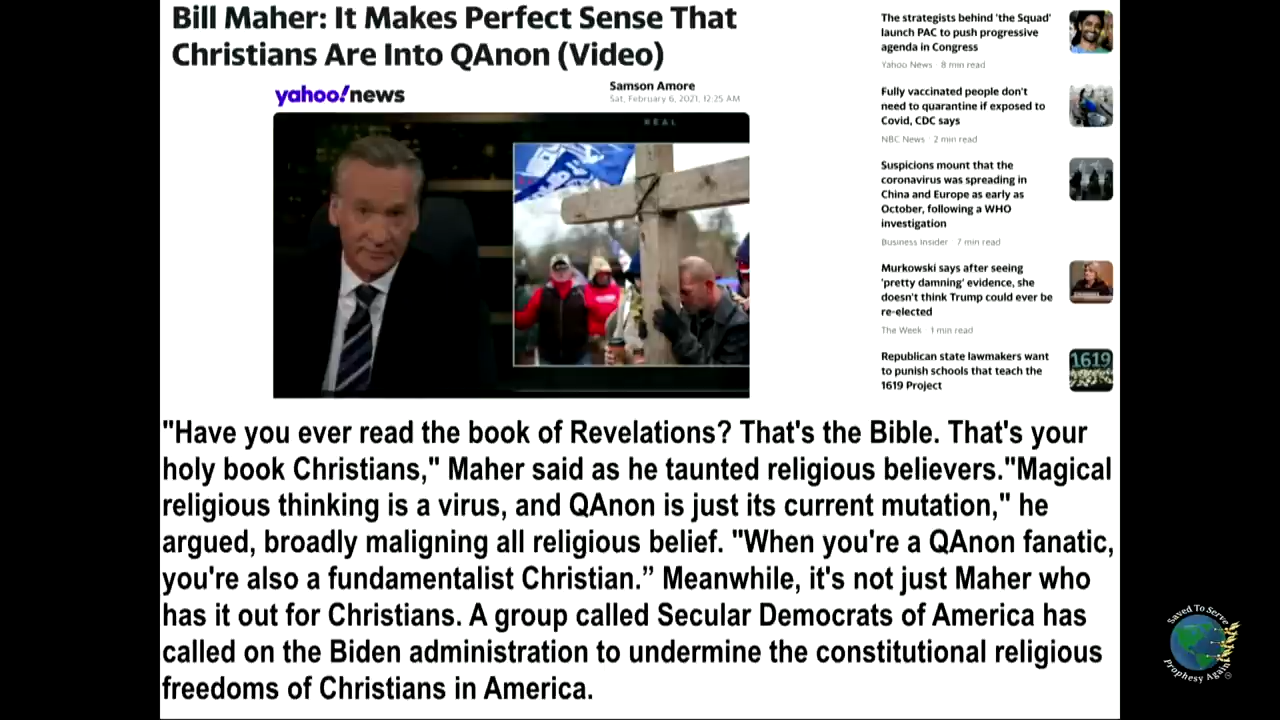 Bill Maher: It Makes Perfect Sense That
Christians Are Into QAnon (Video)
yahoo!news
Samson Amore
Sat, February 6, 2021, 12:25 AM
REAL
The strategists behind 'the Squad'
launch PAC to push progressive
agenda in Congress
Yahoo News 8 min read
Fully vaccinated people don't
need to quarantine if exposed to
Covid, CDC says
NBC News 2 min read
Suspicions mount that the
coronavirus was spreading in
China and Europe as early as
October, following a WHO
investigation
Business Insider 7 min read
Murkowski says after seeing
'pretty damning' evidence, she
doesn't think Trump could ever be
re-elected
The Week 1 min read
Republican state lawmakers want
to punish schools that teach the
1619 Project
1619
"Have you ever read the book of Revelations? That's the Bible. That's your
holy book Christians," Maher said as he taunted religious believers."Magical
religious thinking is a virus, and QAnon is just its current mutation," he
argued, broadly maligning all religious belief. "When you're a QAnon fanatic,
you're also a fundamentalist Christian.” Meanwhile, it's not just Maher who
has it out for Christians. A group called Secular Democrats of America has
called on the Biden administration to undermine the constitutional religious
freedoms of Christians in America.
Saved To Serve
Prophesy Again